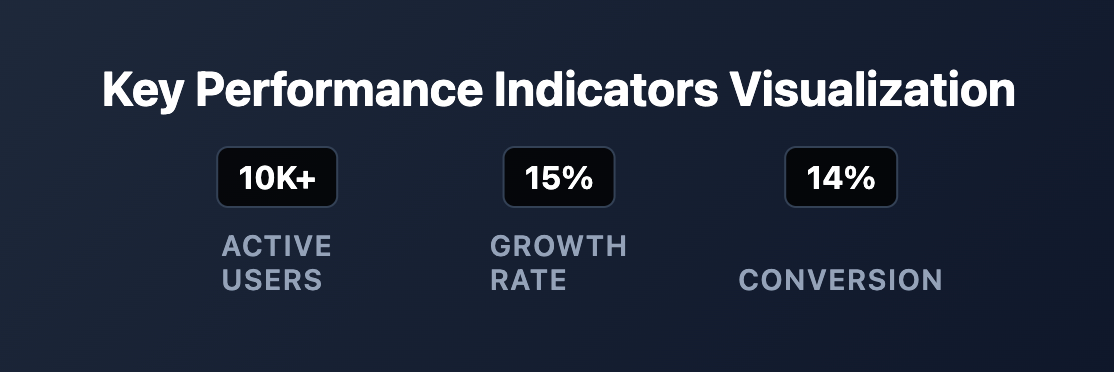 Key Performance Indicators Visualization
10K+
15%
14%
ACTIVE
USERS
GROWTH
RATE
CONVERSION